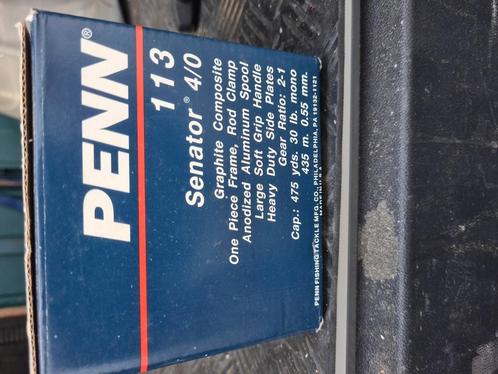 PENN®
113
Senator® 4/0
Graphite Composite
One Piece Frame, Rod Clamp
Anodized Aluminum Spool
Large Soft Grip Handle
Heavy Duty Side Plates
Gear Ratio: 2-1
Cap.: 475 yds. 30 lb. mono
435 m. 0.55 mm.
PENN FISHING TACKLE MFG. CO., PHILADELPHIA, PA 19132-1121